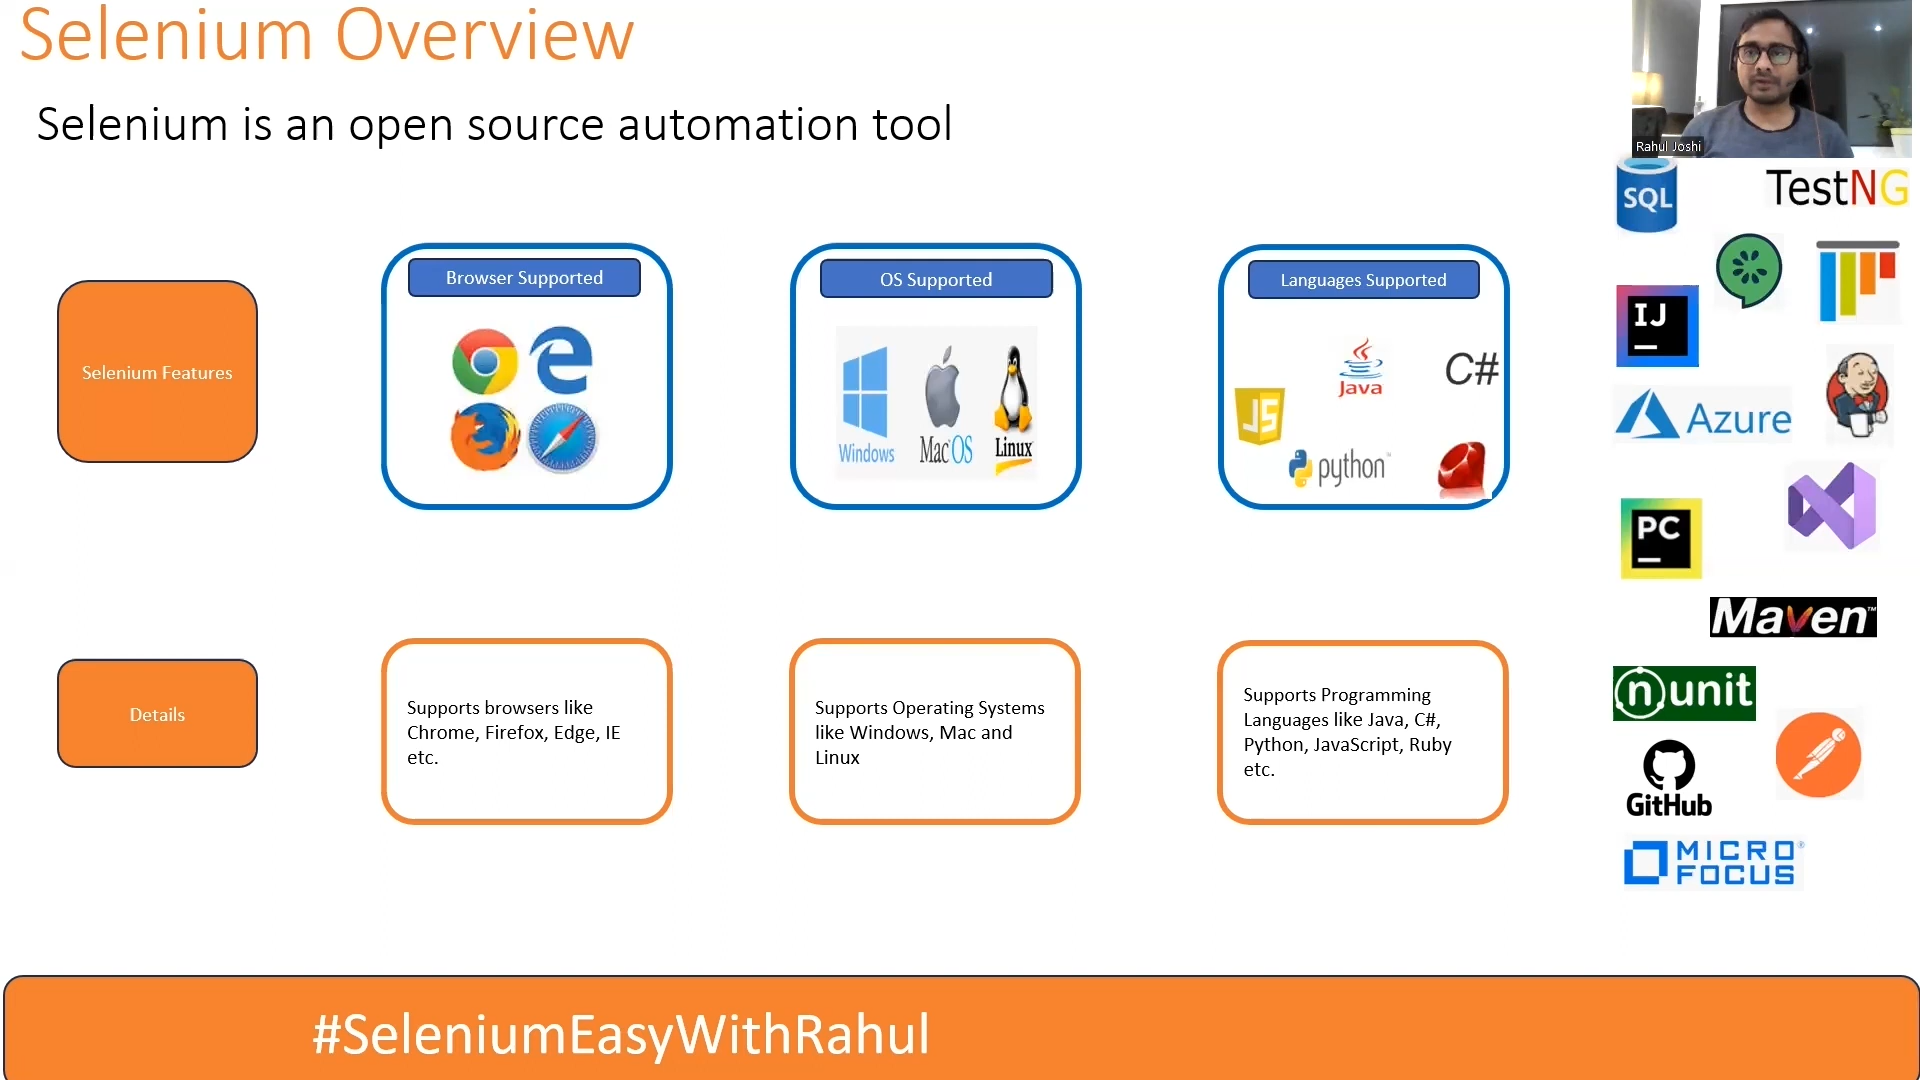 Selenium Overview
Selenium is an open source automation tool
Rahul Joshi
Selenium Features
Browser Supported
OS Supported
Windows
Mac OS
Linux
Languages Supported
Java
C#
JS
python™
Details
Supports browsers like
Chrome, Firefox, Edge, IE
etc.
Supports Operating Systems
like Windows, Mac and
Linux
Supports Programming
Languages like Java, C#,
Python, JavaScript, Ruby
etc.
SQL
TestNG
IJ
Azure
PC
Maven™
nunit
GitHub
MICRO
FOCUS®
#SeleniumEasyWithRahul